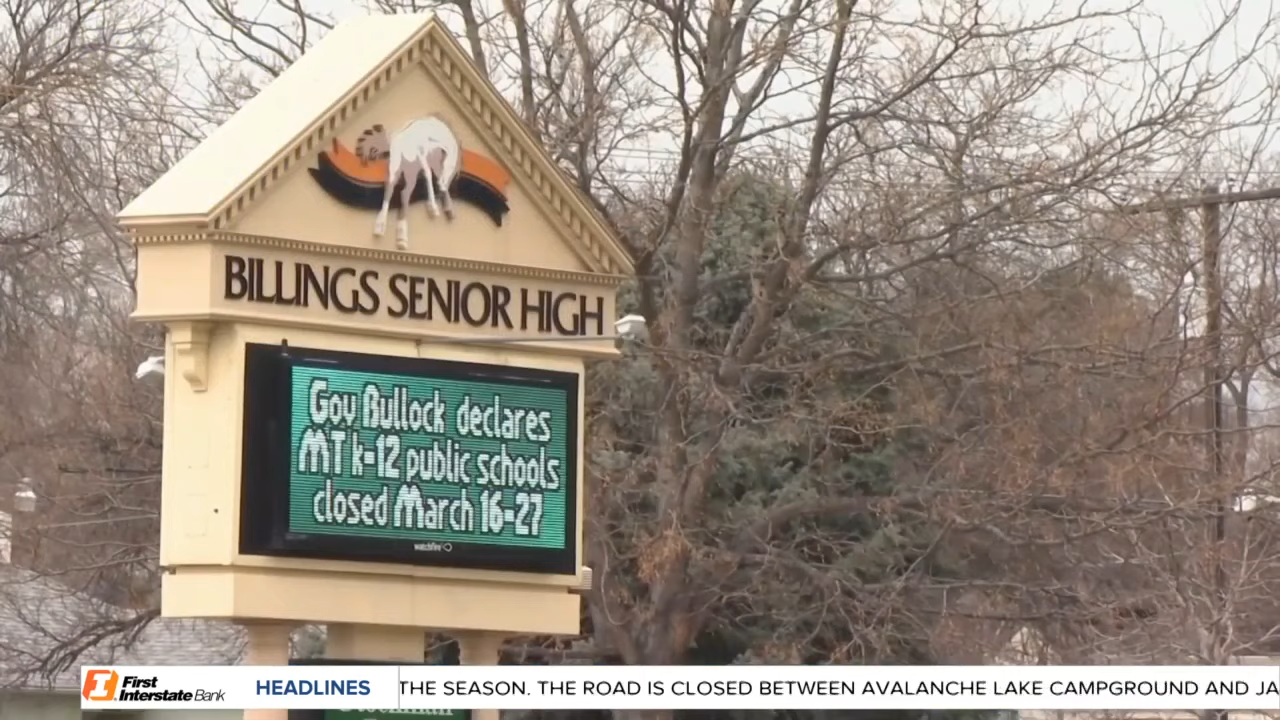 BILLINGS SENIOR HIGH
Gov Bullock declares
MT k-12 public schools
closed March 16-27
watchfire
First
Interstate Bank
HEADLINES
THE SEASON. THE ROAD IS CLOSED BETWEEN AVALANCHE LAKE CAMPGROUND AND JA